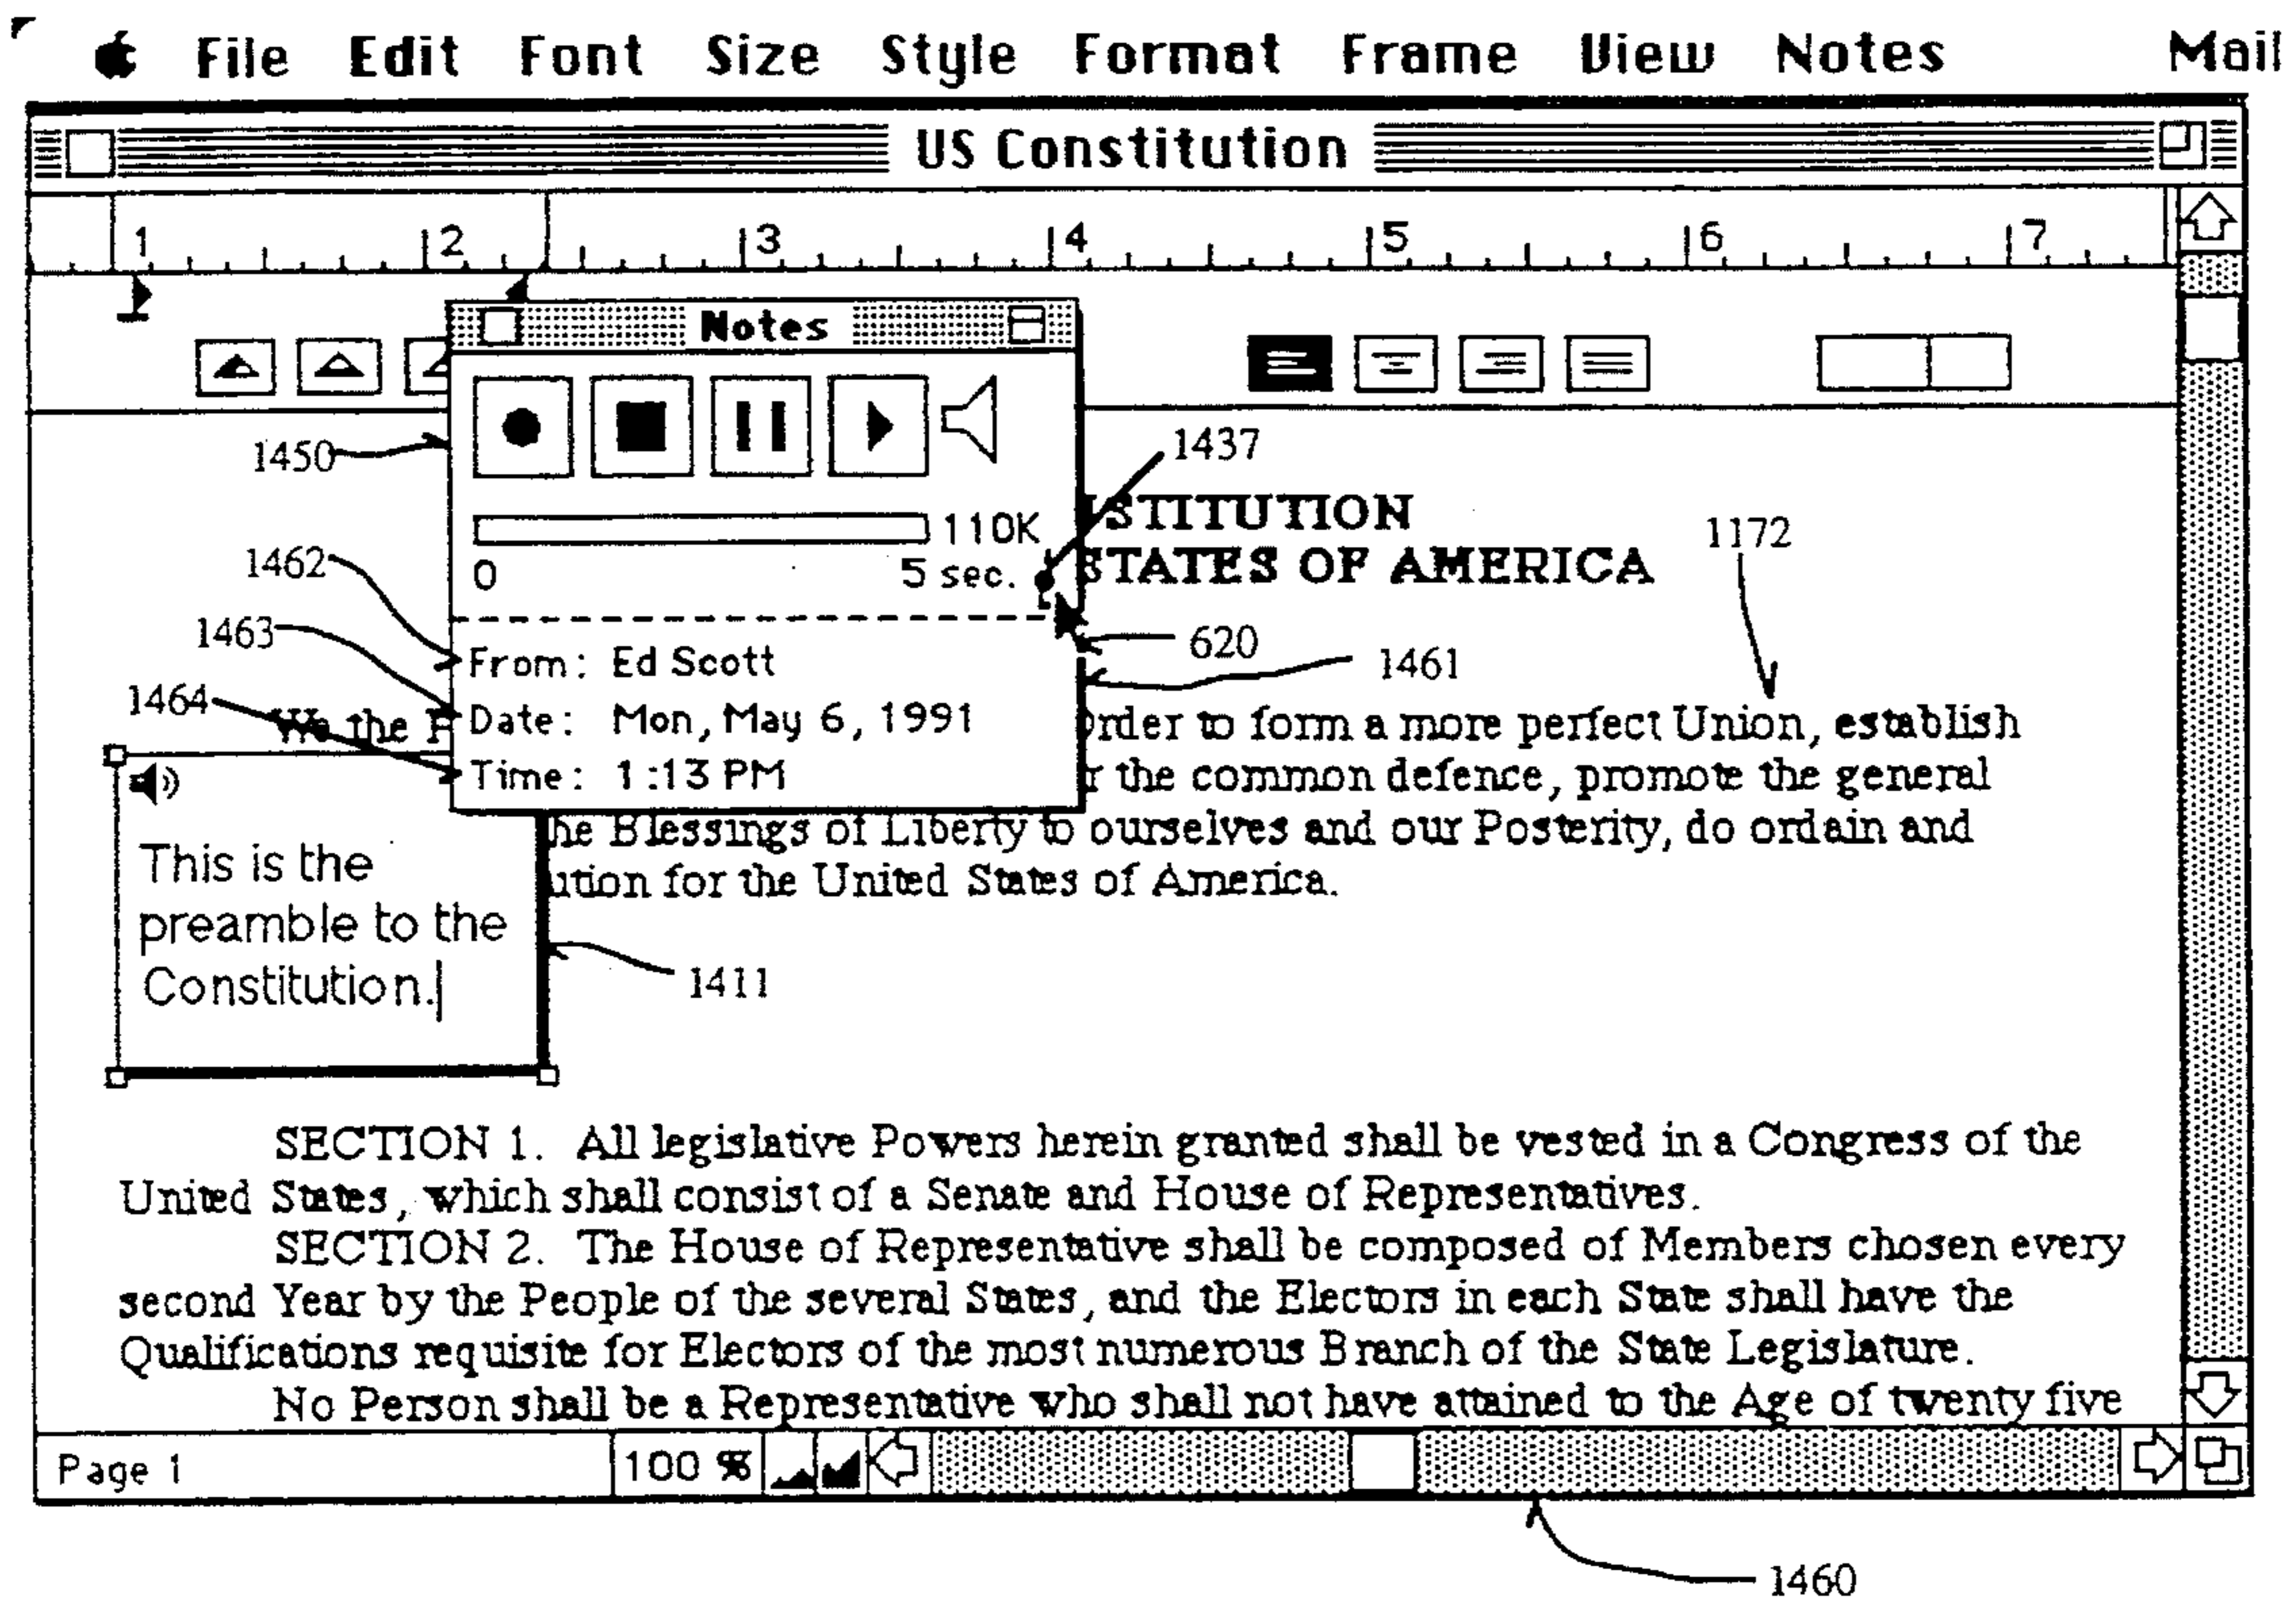 File Edit Font Size Style Format Frame View Notes Mail
US Constitution
1 2 3 4 5 6 7
Notes
1450
1437
110K
STITUTION
1172
1462
0 5 sec.
STATES OF AMERICA
1463
620
From: Ed Scott
1461
1464
Date: Mon, May 6, 1991
We the P rder to form a more perfect Union, establish
Time: 1:13 PM
r the common defence, promote the general
he Blessings of Liberty to ourselves and our Posterity, do ordain and
This is the
ution for the United States of America.
preamble to the
Constitution.
1411
SECTION 1. All legislative Powers herein granted shall be vested in a Congress of the
United States, which shall consist of a Senate and House of Representatives.
SECTION 2. The House of Representative shall be composed of Members chosen every
second Year by the People of the several States, and the Electors in each State shall have the
Qualifications requisite for Electors of the most numerous Branch of the State Legislature.
No Person shall be a Representative who shall not have attained to the Age of twenty five
Page 1 100 %
1460